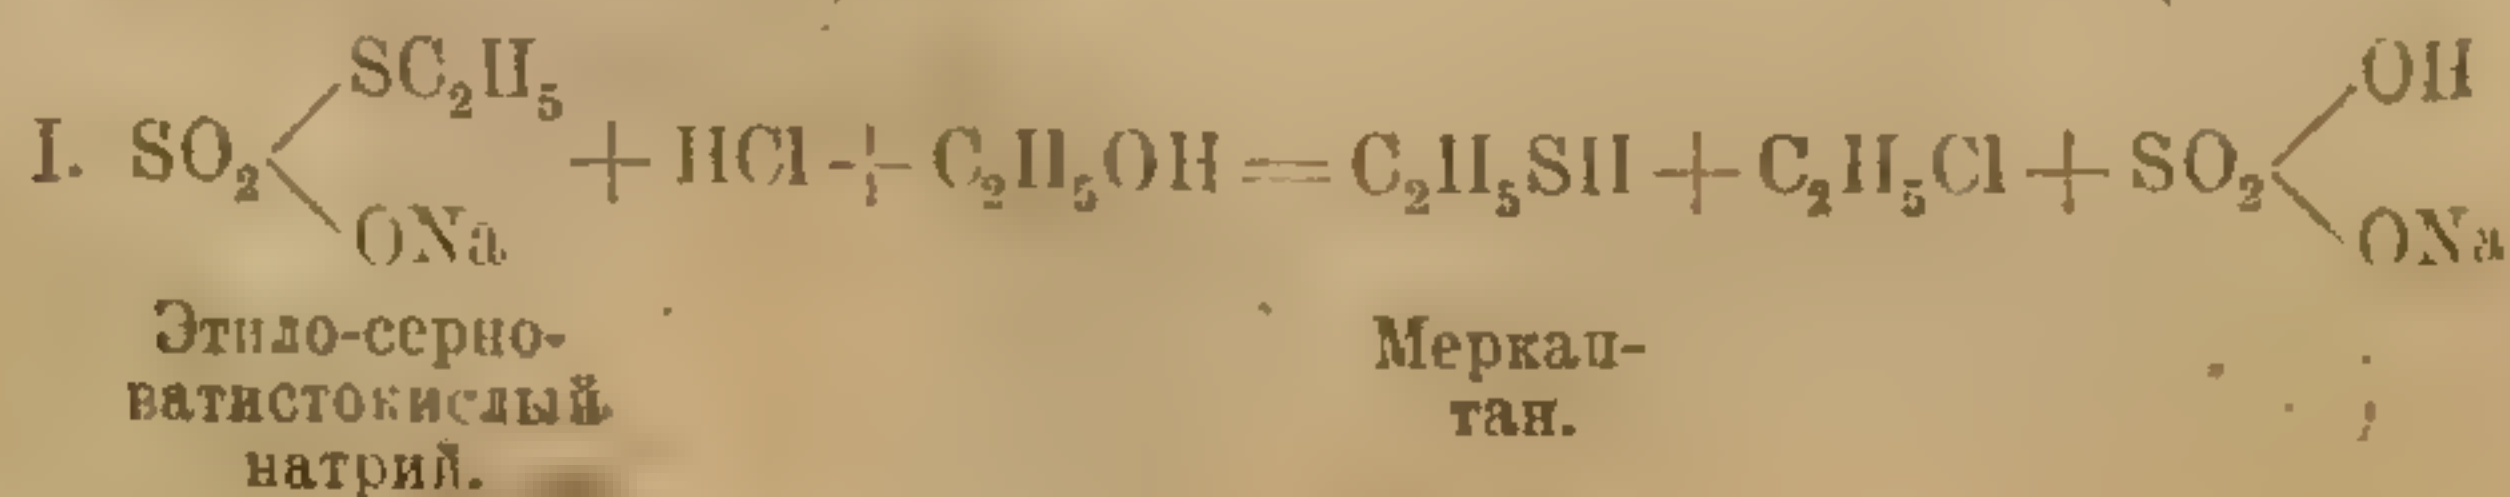 SC₂H₅ OH
I. SO₂ + HCl + C₂H₅OH = C₂H₅SH + C₂H₅Cl + SO₂
ONa ONa
Этило-серно-
ватистокислый
натрий.
Меркап-
тан.